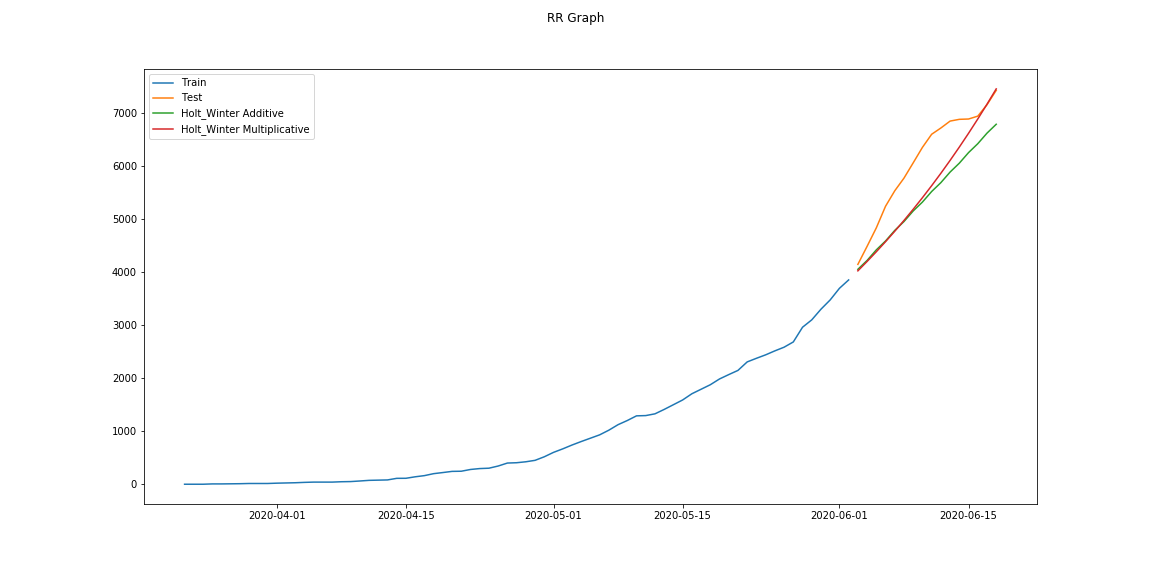 RR Graph
Train
Test
Holt_Winter Additive
Holt_Winter Multiplicative
7000
6000
5000
4000
3000
2000
1000
0
2020-04-01 2020-04-15 2020-05-01 2020-05-15 2020-06-01 2020-06-15